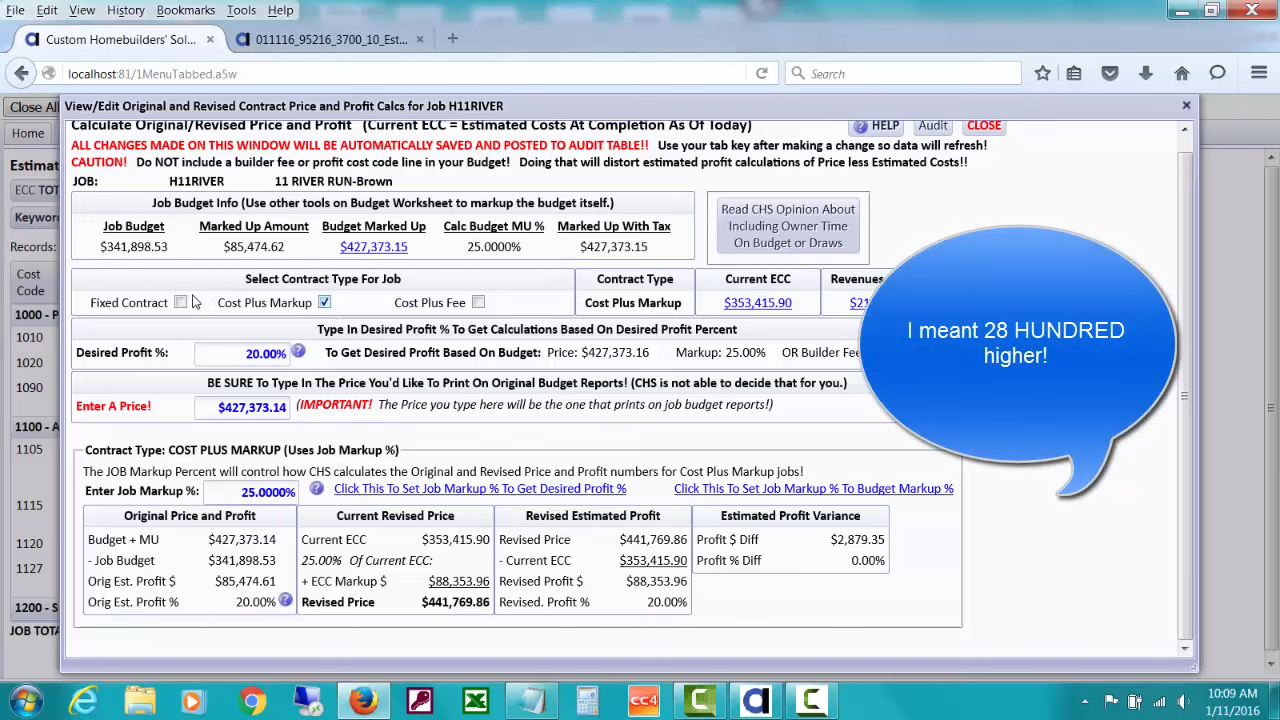 File Edit View History Bookmarks Tools Help
Custom Homebuilders' Sol... × 011116_95216_3700_10_Est... × +
localhost:81/1MenuTabbed.a5w Search
Close All
Home
Estimat
ECC TOT
Keyword
Records:
Cost
Code
1000 - P
1010
1020
1090
1100 - A
1105
1115
1120
1127
1200 - S
JOB TOTA
View/Edit Original and Revised Contract Price and Profit Calcs for Job H11RIVER
Calculate Original/Revised Price and Profit (Current ECC = Estimated Costs At Completion As Of Today) HELP Audit CLOSE
ALL CHANGES MADE ON THIS WINDOW WILL BE AUTOMATICALLY SAVED AND POSTED TO AUDIT TABLE!! Use your tab key after making a change so data will refresh!
CAUTION! Do NOT include a builder fee or profit cost code line in your Budget! Doing that will distort estimated profit calculations of Price less Estimated Costs!!
JOB: H11RIVER 11 RIVER RUN-Brown
Job Budget Info (Use other tools on Budget Worksheet to markup the budget itself.)
Job Budget Marked Up Amount Budget Marked Up Calc Budget MU % Marked Up With Tax
$341,898.53 $85,474.62 $427,373.15 25.0000% $427,373.15
Read CHS Opinion About
Including Owner Time
On Budget or Draws
Select Contract Type For Job Contract Type Current ECC Revenues
Fixed Contract Cost Plus Markup Cost Plus Fee Cost Plus Markup $353,415.90 $21
Type In Desired Profit % To Get Calculations Based On Desired Profit Percent
Desired Profit %: 20.00% To Get Desired Profit Based On Budget: Price: $427,373.16 Markup: 25.00% OR Builder Fee
BE SURE To Type In The Price You'd Like To Print On Original Budget Reports! (CHS is not able to decide that for you.)
Enter A Price! $427,373.14 (IMPORTANT! The Price you type here will be the one that prints on job budget reports!)
I meant 28 HUNDRED
higher!
Contract Type: COST PLUS MARKUP (Uses Job Markup %)
The JOB Markup Percent will control how CHS calculates the Original and Revised Price and Profit numbers for Cost Plus Markup jobs!
Enter Job Markup %: 25.0000% Click This To Set Job Markup % To Get Desired Profit % Click This To Set Job Markup % To Budget Markup %
Original Price and Profit Current Revised Price Revised Estimated Profit Estimated Profit Variance
Budget + MU $427,373.14 Current ECC $353,415.90 Revised Price $441,769.86 Profit $ Diff $2,879.35
- Job Budget $341,898.53 25.00% Of Current ECC: - Current ECC $353,415.90 Profit % Diff 0.00%
Orig Est. Profit $ $85,474.61 + ECC Markup $ $88,353.96 Revised Profit $ $88,353.96
Orig Est. Profit % 20.00% Revised Price $441,769.86 Revised. Profit % 20.00%
10:09 AM
1/11/2016